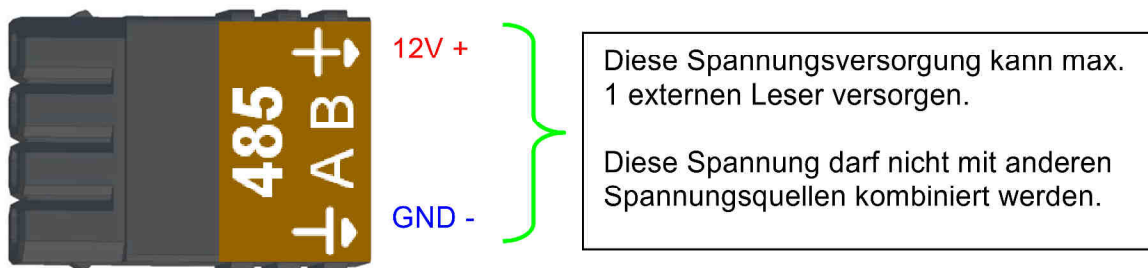 485
A B
12V +
GND -
Diese Spannungsversorgung kann max.
1 externen Leser versorgen.
Diese Spannung darf nicht mit anderen
Spannungsquellen kombiniert werden.